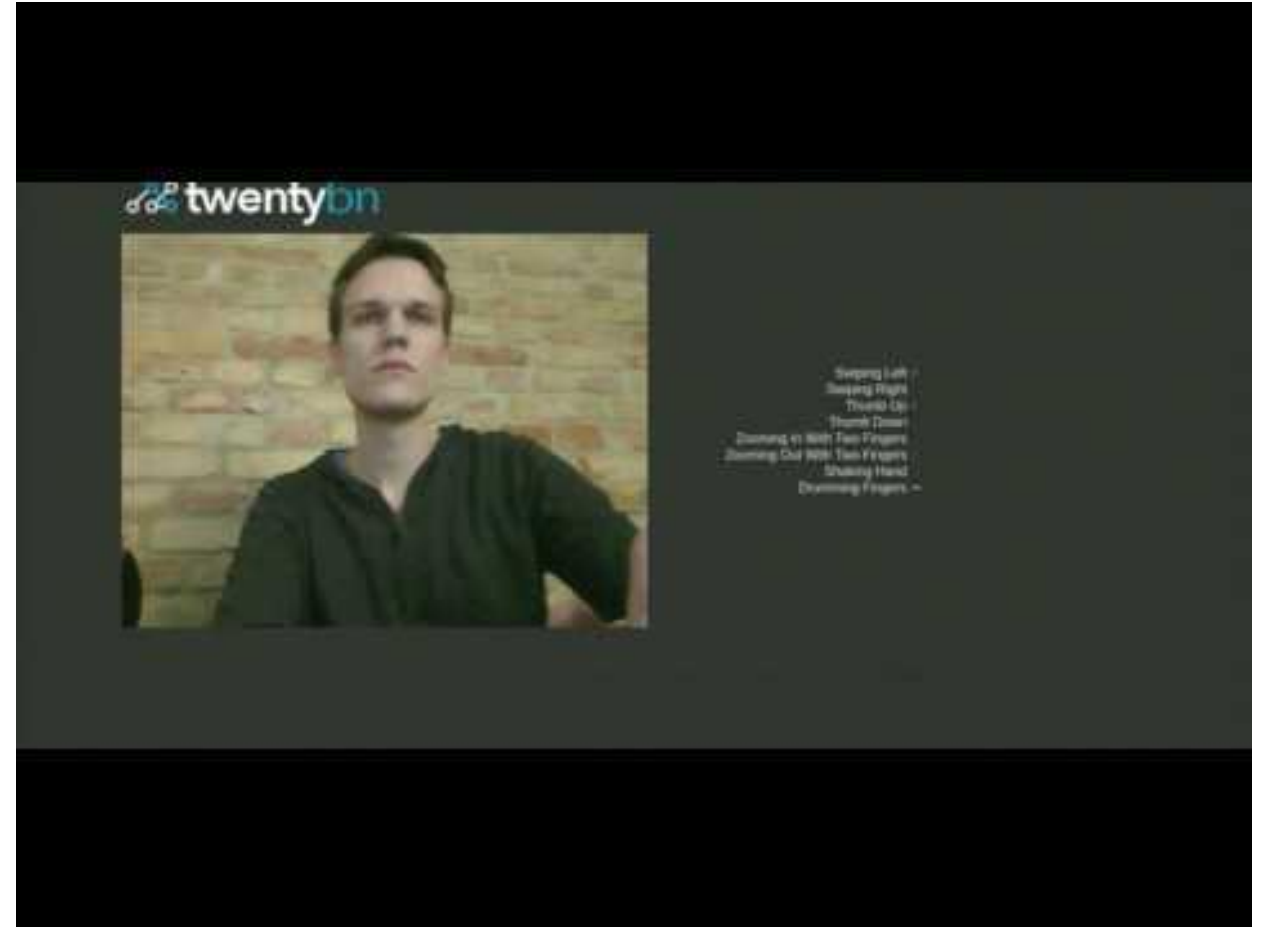 twentybn
Swiping Left
Swiping Right
Thumb Up
Thumb Down
Zooming In With Two Fingers
Zooming Out With Two Fingers
Shaking Hand
Drumming Fingers